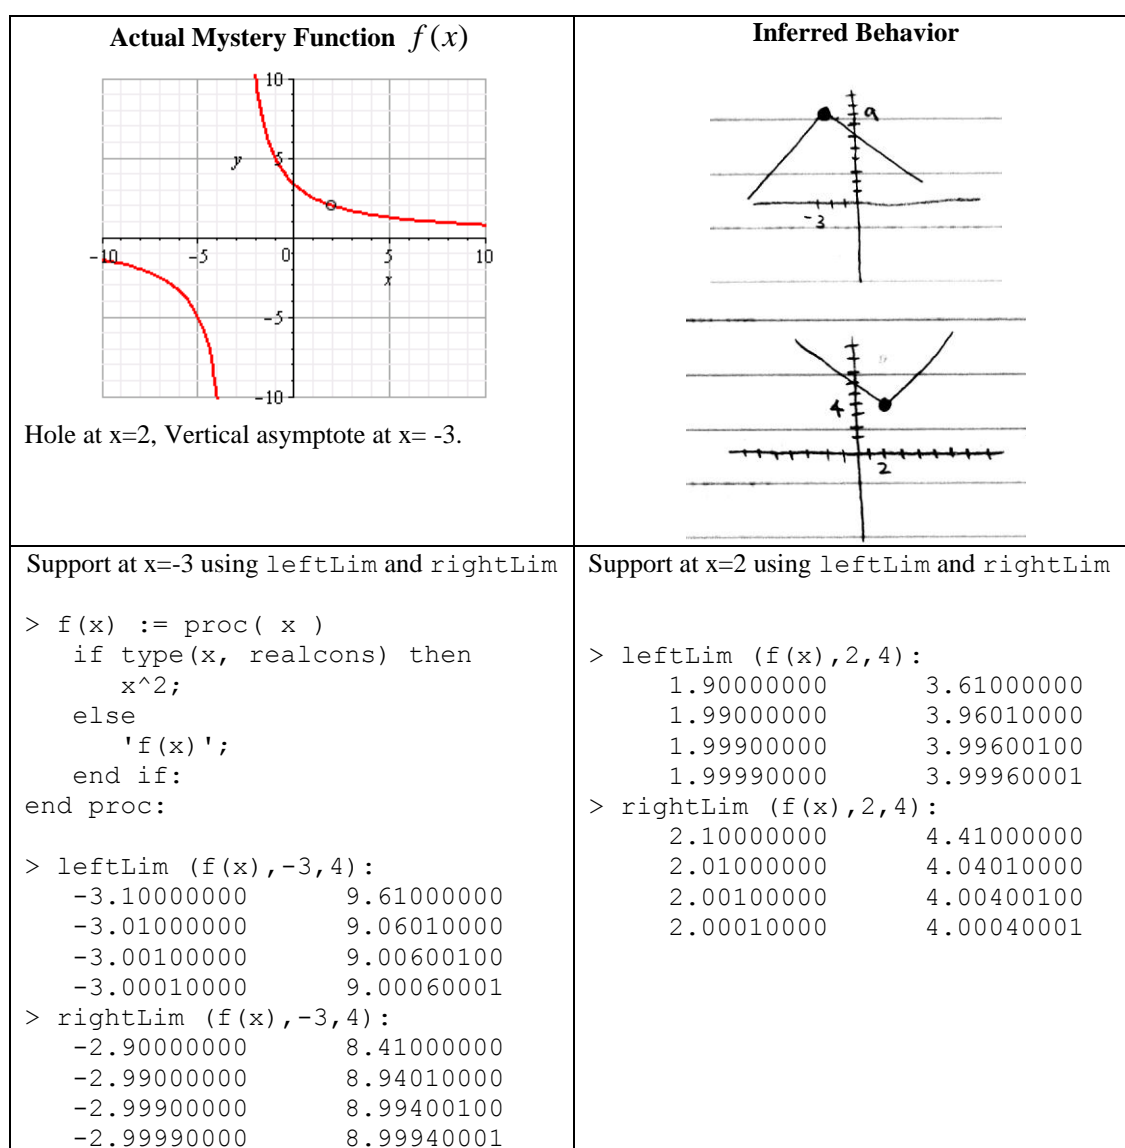 Actual Mystery Function f(x)
10
y
5
-10
-5
0
5
10
x
-5
-10
Hole at x=2, Vertical asymptote at x= -3.
Inferred Behavior
9
-3
4
2
Support at x=-3 using leftLim and rightLim
> f(x) := proc( x )
if type(x, realcons) then
x^2;
else
'f(x)';
end if:
end proc:
> leftLim (f(x),-3,4):
-3.10000000 9.61000000
-3.01000000 9.06010000
-3.00100000 9.00600100
-3.00010000 9.00060001
> rightLim (f(x),-3,4):
-2.90000000 8.41000000
-2.99000000 8.94010000
-2.99900000 8.99400100
-2.99990000 8.99940001
Support at x=2 using leftLim and rightLim
> leftLim (f(x),2,4):
1.90000000 3.61000000
1.99000000 3.96010000
1.99900000 3.99600100
1.99990000 3.99960001
> rightLim (f(x),2,4):
2.10000000 4.41000000
2.01000000 4.04010000
2.00100000 4.00400100
2.00010000 4.00040001